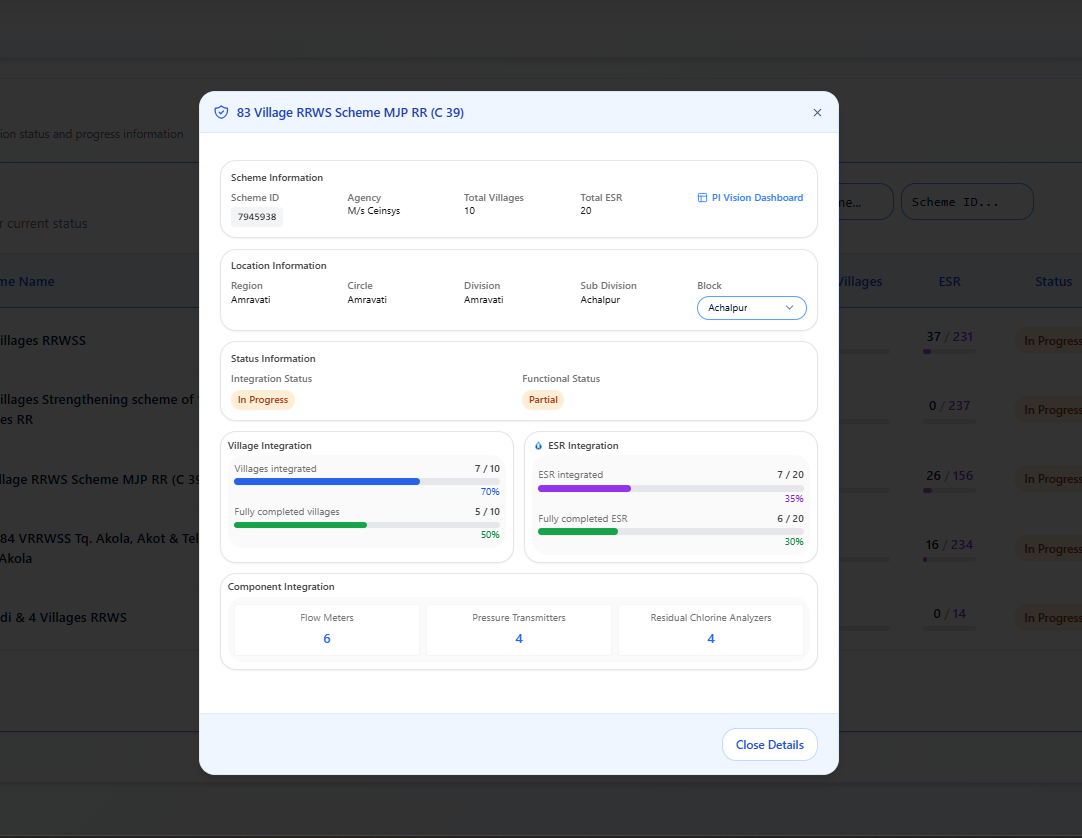 83 Village RRWS Scheme MJP RR (C 39)
ion status and progress information
Scheme Information
Scheme ID
Agency
Total Villages
Total ESR
PI Vision Dashboard
7945938
M/s Ceinsys
10
20
Scheme ID...
r current status
Location Information
Region
Circle
Division
Sub Division
Block
Amravati
Amravati
Amravati
Achalpur
Achalpur
me Name
Villages
ESR
Status
illages RRWSS
37 / 231
In Progress
Status Information
Integration Status
Functional Status
In Progress
Partial
illages Strengthening scheme of
es RR
0 / 237
In Progress
Village Integration
Villages integrated
7 / 10
70%
Fully completed villages
5 / 10
50%
ESR Integration
ESR integrated
7 / 20
35%
Fully completed ESR
6 / 20
30%
llage RRWS Scheme MJP RR (C 39
26 / 156
In Progress
84 VRRWSS Tq. Akola, Akot & Tel
Akola
16 / 234
In Progress
Component Integration
Flow Meters
6
Pressure Transmitters
4
Residual Chlorine Analyzers
4
di & 4 Villages RRWS
0 / 14
In Progress
Close Details